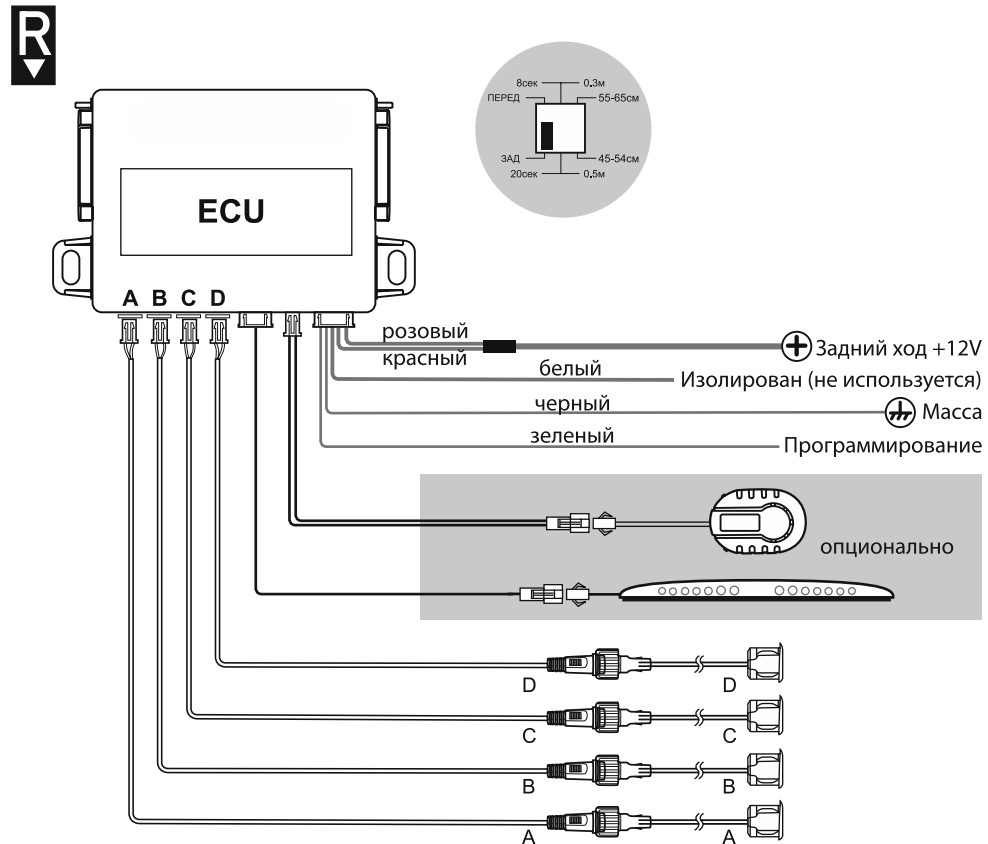 R
8сек 0.3м
ПЕРЕД 55-65см
ЗАД 45-54см
20сек 0.5м
ECU
A B C D
розовый
красный
Задний ход +12V
белый
Изолирован (не используется)
черный
Масса
зеленый
Программирование
опционально
D D
C C
B B
A A